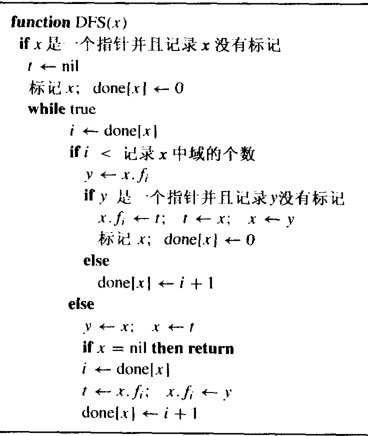 function DFS(x)
if x 是一个指针并且记录 x 没有标记
t ← nil
标记 x; done[x] ← 0
while true
i ← done[x]
if i < 记录 x 中域的个数
y ← x.fᵢ
if y 是一个指针并且记录y没有标记
x.fᵢ ← t; t ← x; x ← y
标记 x; done[x] ← 0
else
done[x] ← i + 1
else
y ← x; x ← t
if x = nil then return
i ← done[x]
t ← x.fᵢ; x.fᵢ ← y
done[x] ← i + 1